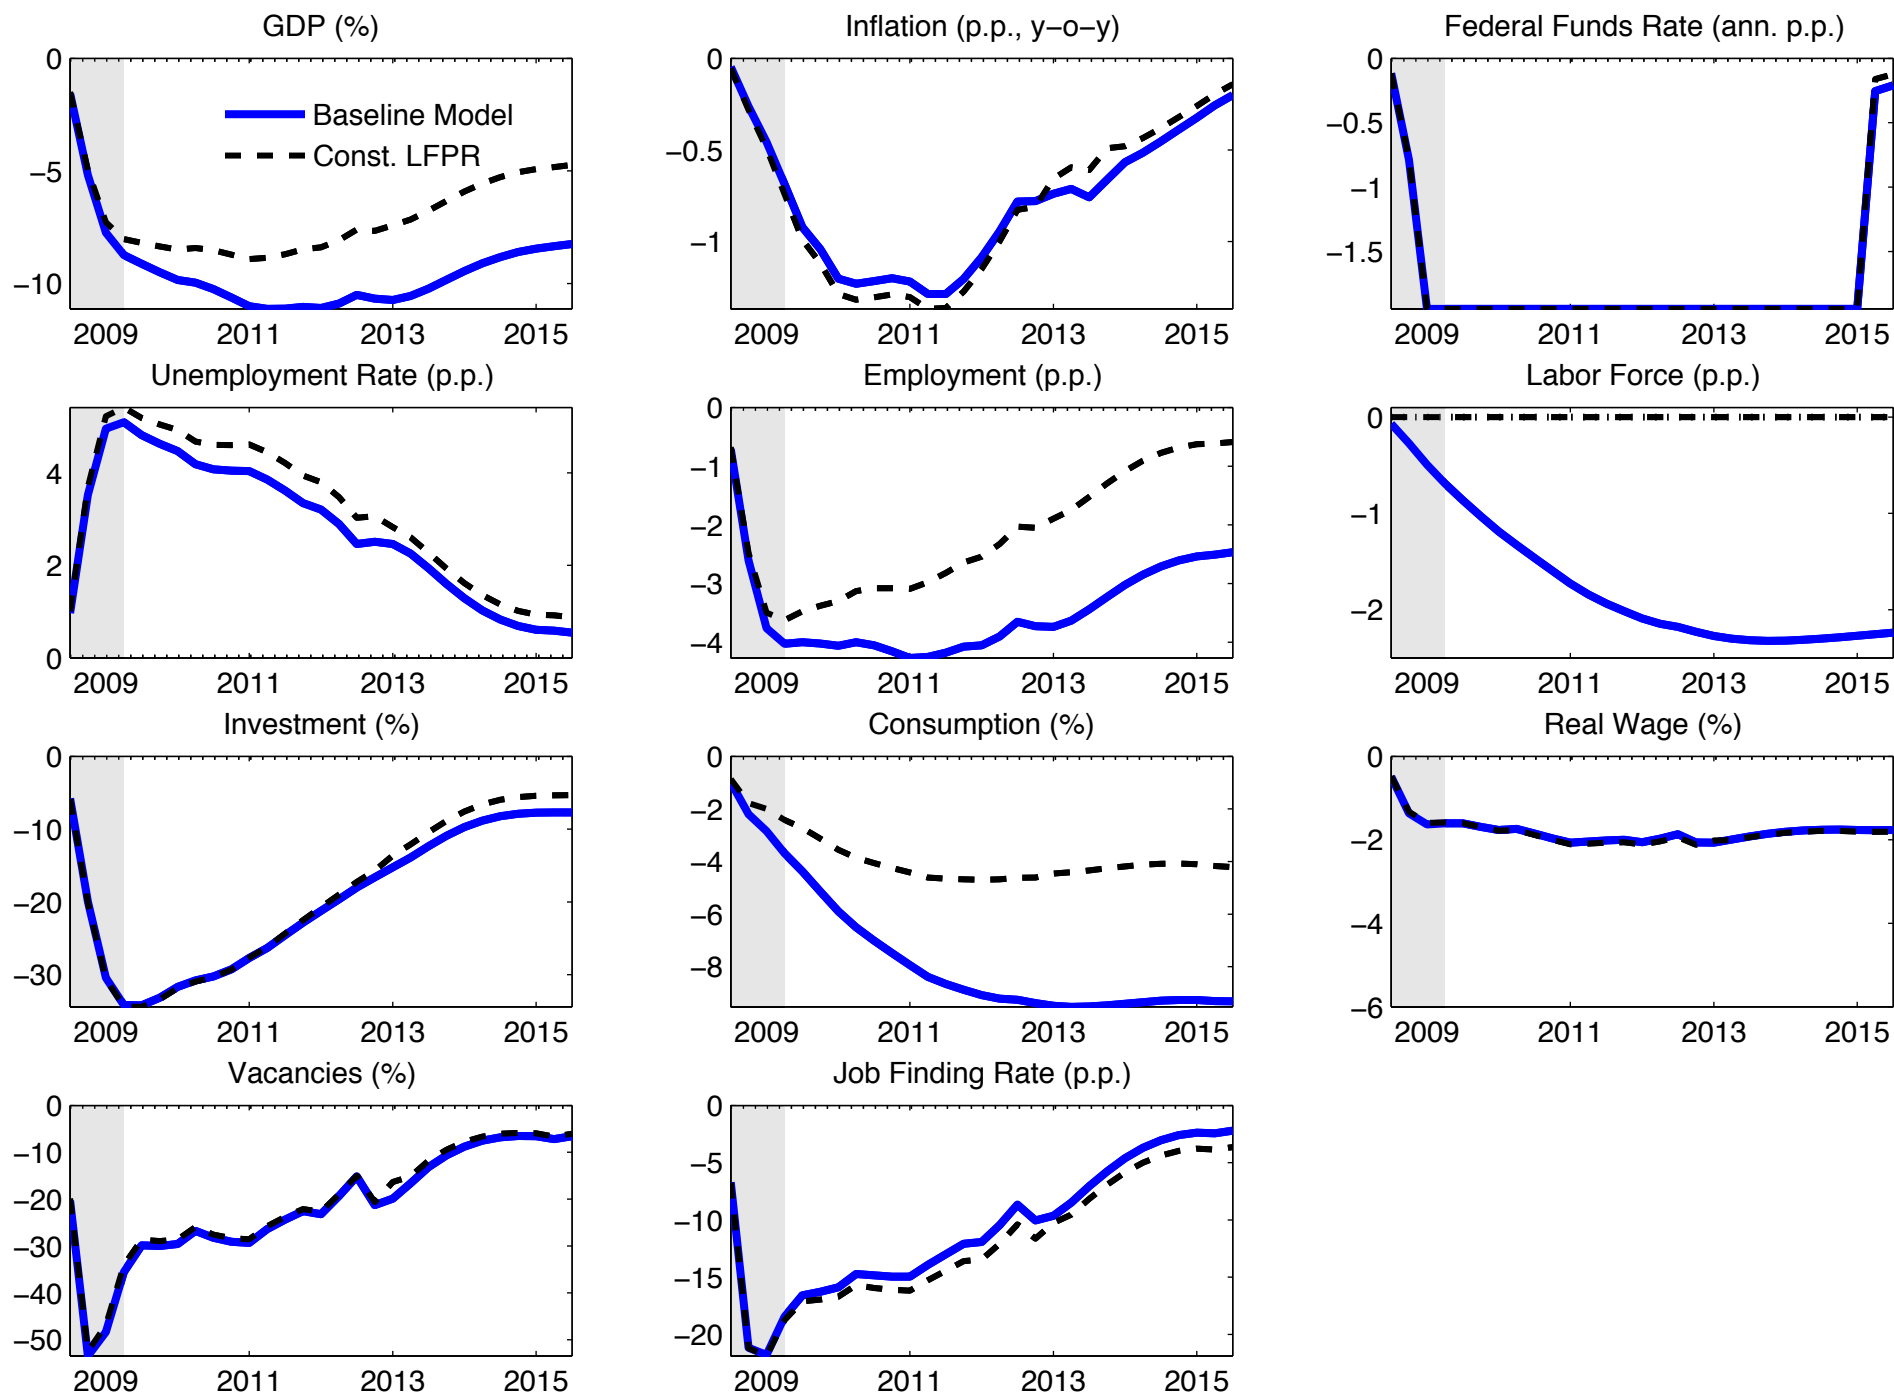 GDP (%)
0
−5
−10
2009 2011 2013 2015
Baseline Model
Const. LFPR
Inflation (p.p., y−o−y)
0
−0.5
−1
2009 2011 2013 2015
Federal Funds Rate (ann. p.p.)
0
−0.5
−1
−1.5
2009 2011 2013 2015
Unemployment Rate (p.p.)
4
2
0
2009 2011 2013 2015
Employment (p.p.)
0
−1
−2
−3
−4
2009 2011 2013 2015
Labor Force (p.p.)
0
−1
−2
2009 2011 2013 2015
Investment (%)
0
−10
−20
−30
2009 2011 2013 2015
Consumption (%)
0
−2
−4
−6
−8
2009 2011 2013 2015
Real Wage (%)
0
−2
−4
−6
2009 2011 2013 2015
Vacancies (%)
0
−10
−20
−30
−40
−50
2009 2011 2013 2015
Job Finding Rate (p.p.)
0
−5
−10
−15
−20
2009 2011 2013 2015